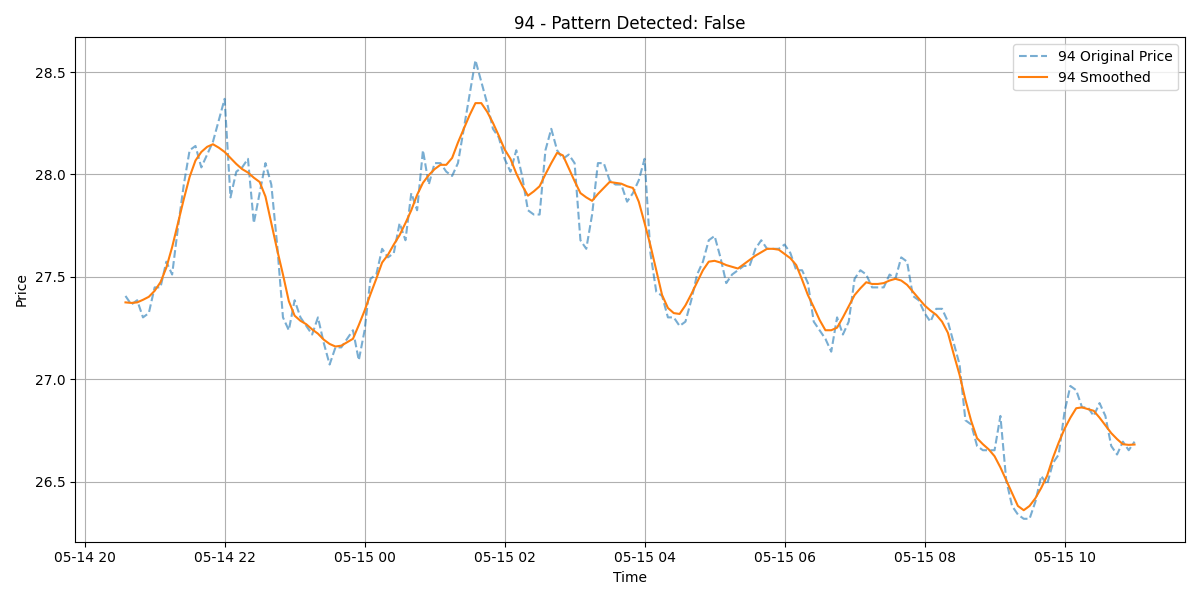 94 - Pattern Detected: False
94 Original Price
94 Smoothed
Price
28.5
28.0
27.5
27.0
26.5
05-14 20
05-14 22
05-15 00
05-15 02
05-15 04
05-15 06
05-15 08
05-15 10
Time